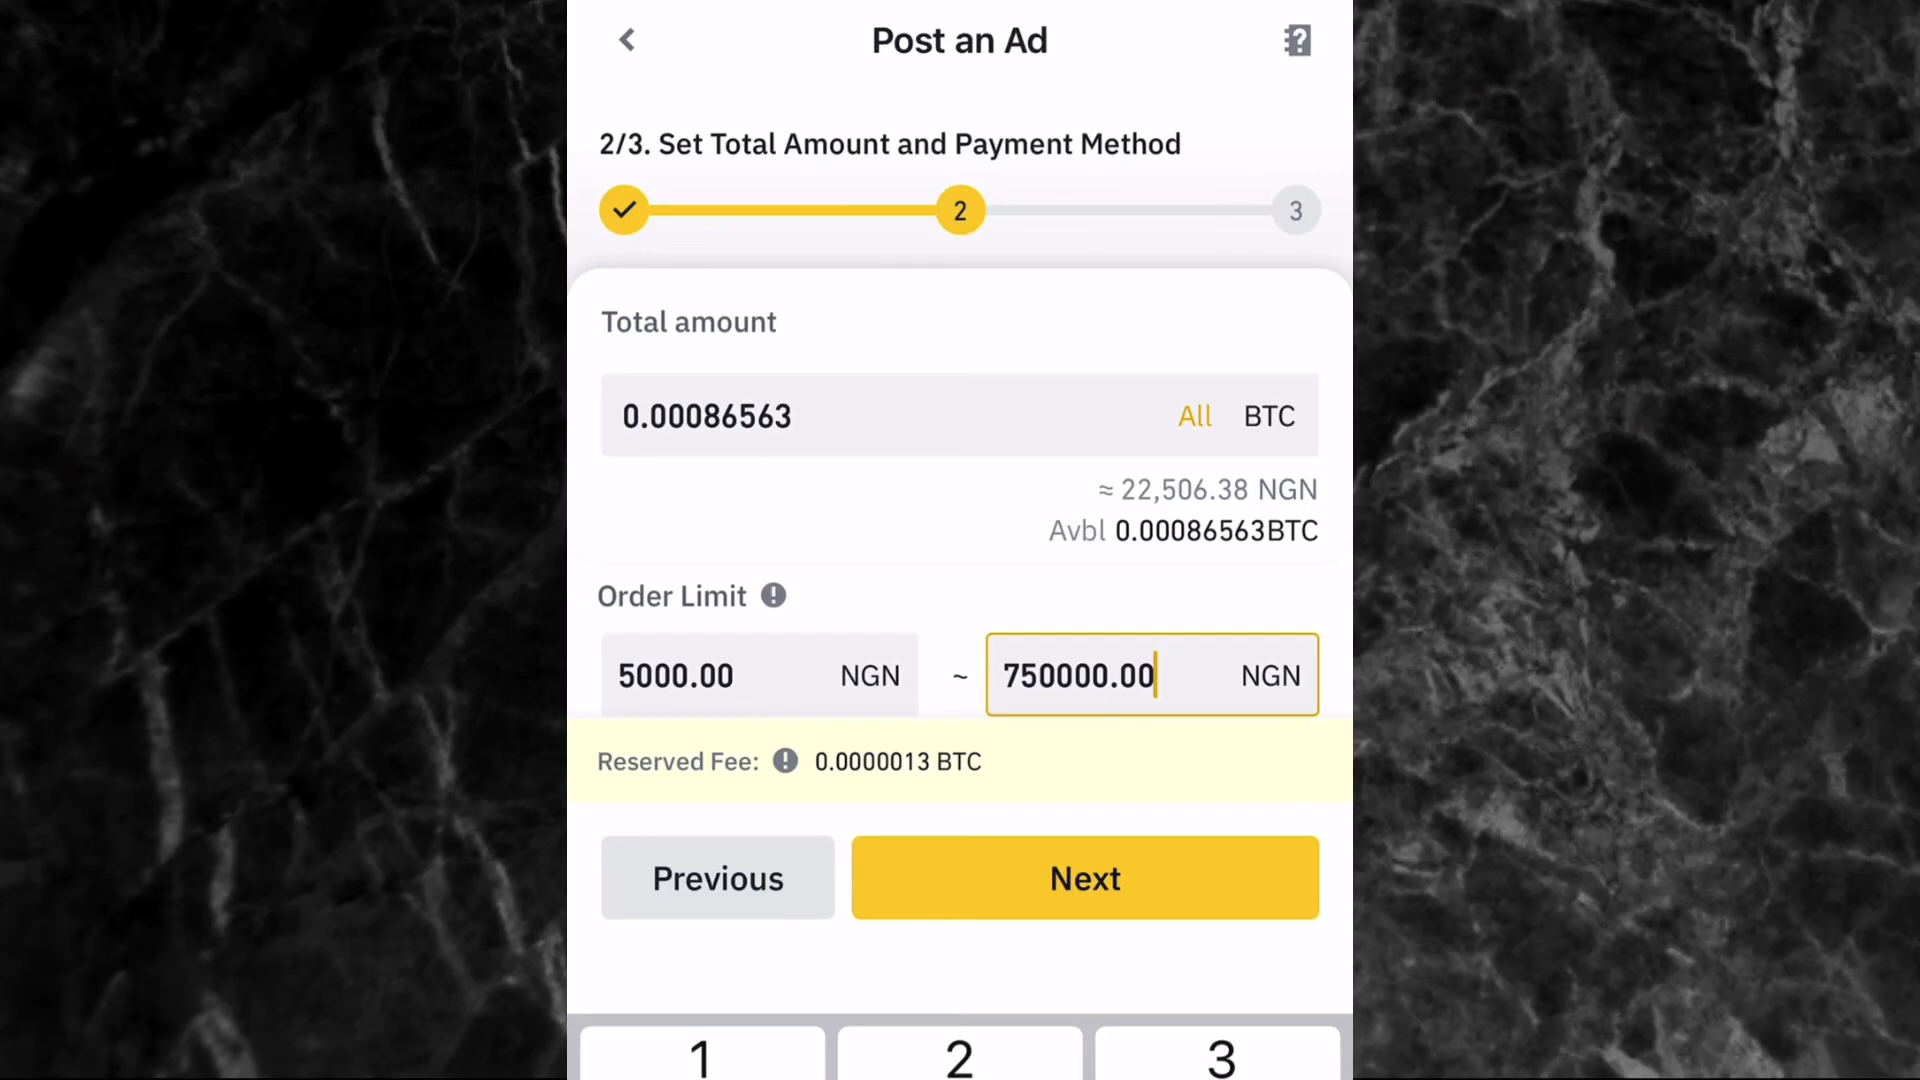 Post an Ad
2/3. Set Total Amount and Payment Method
2 3
Total amount
0.00086563 All BTC
≈ 22,506.38 NGN
Avbl 0.00086563BTC
Order Limit
5000.00 NGN ~ 750000.00 NGN
Reserved Fee: 0.0000013 BTC
Previous Next
1 2 3